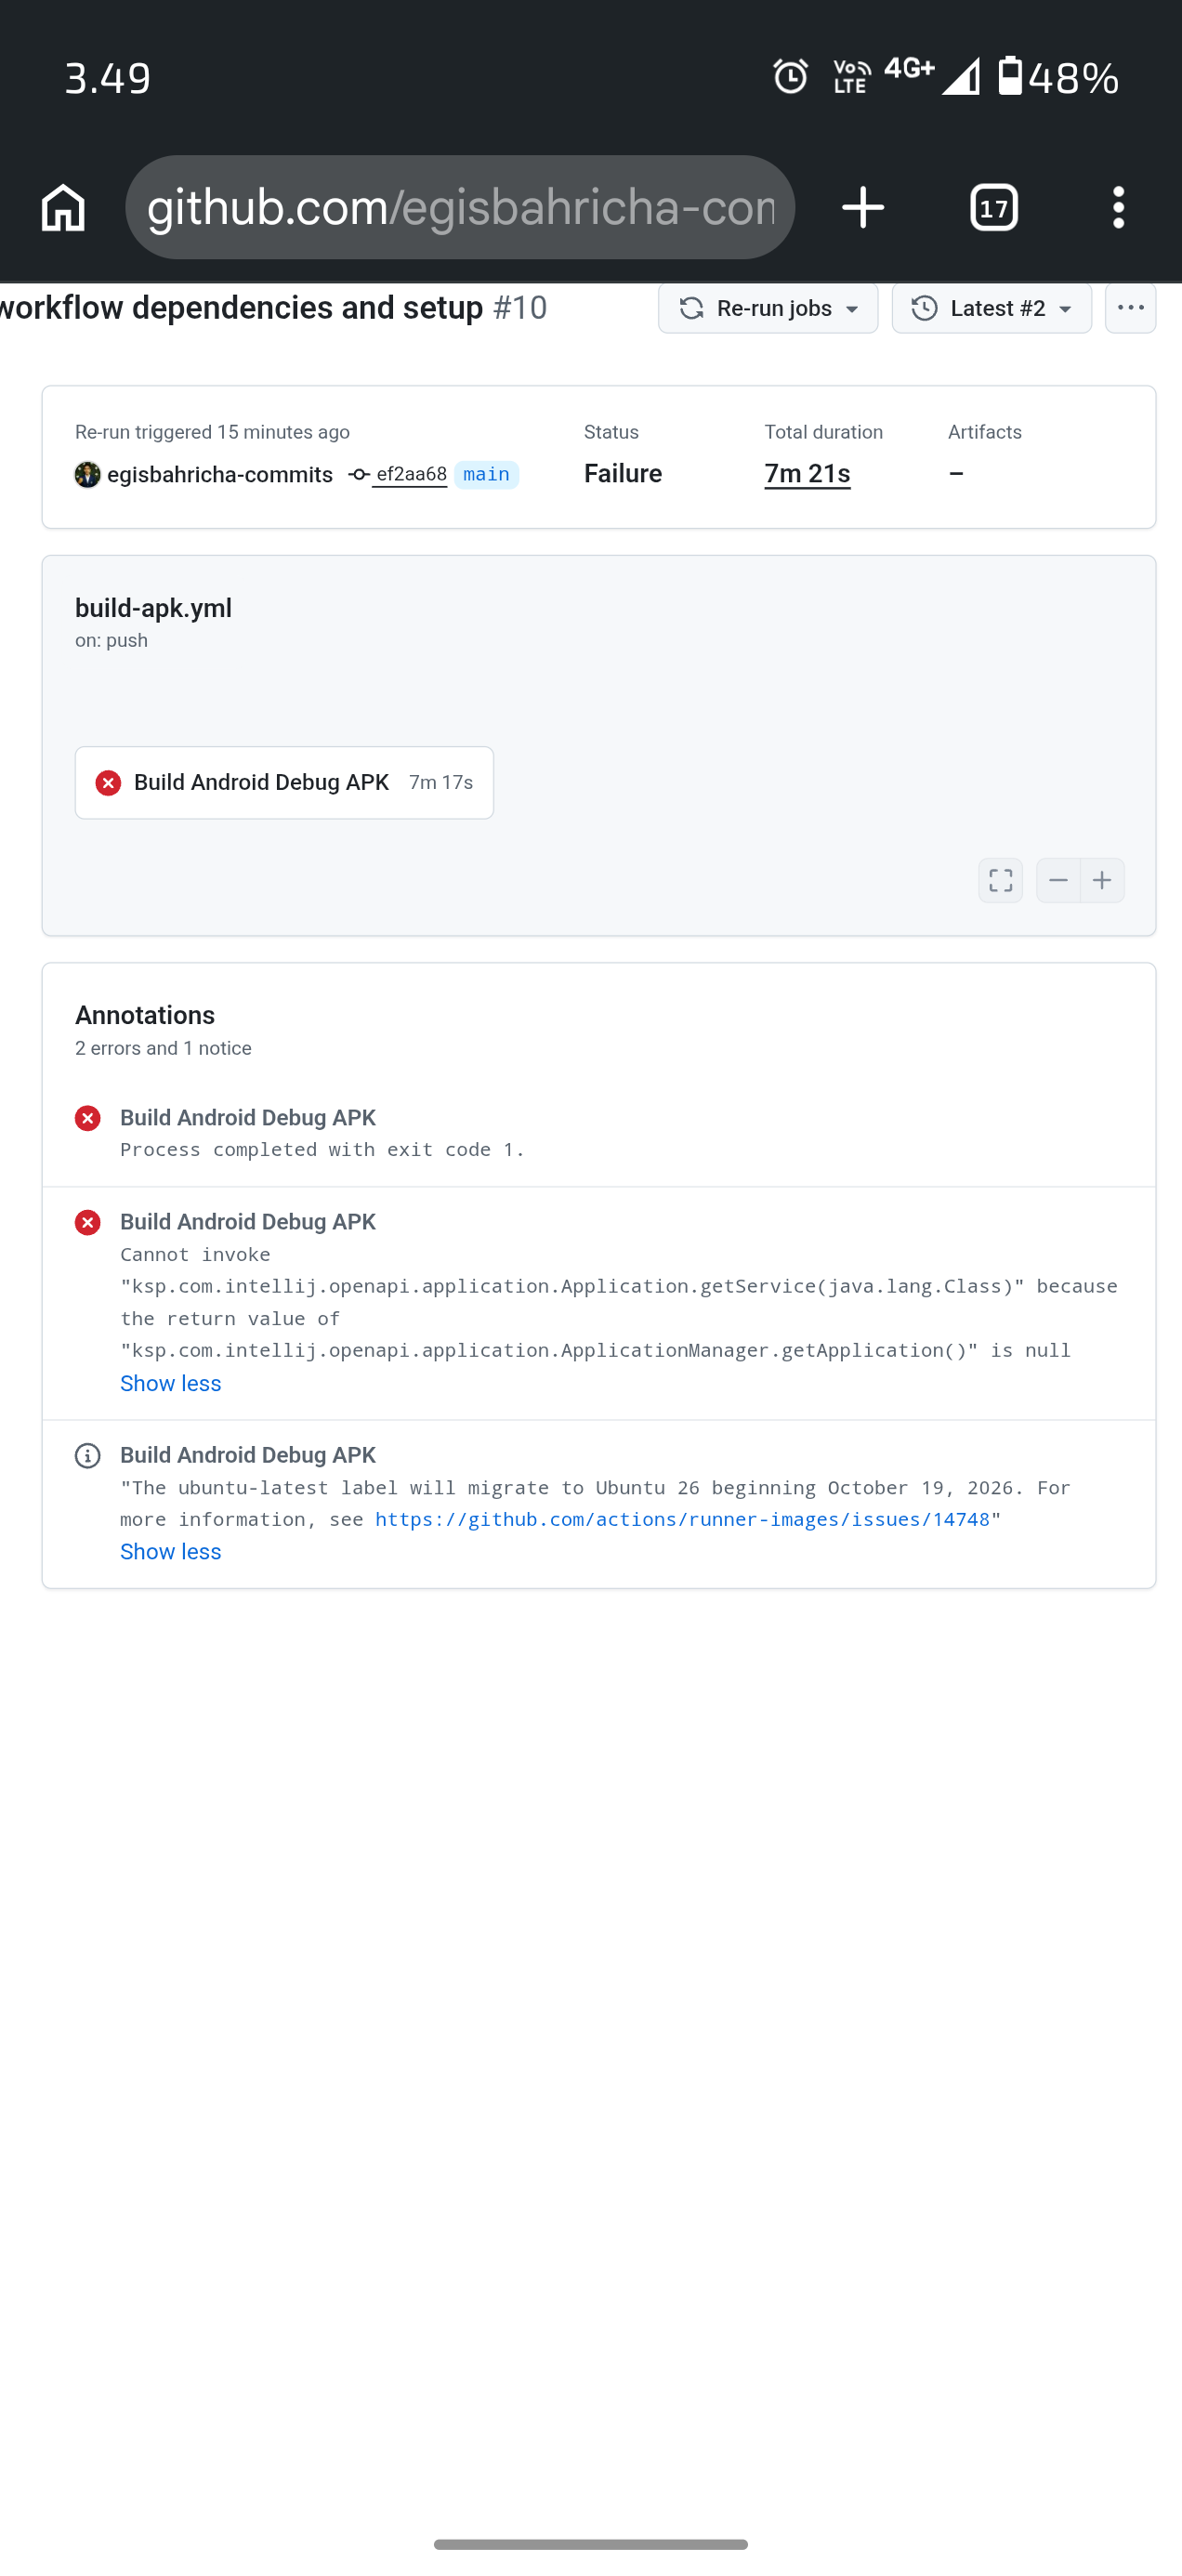 3.49
Vo LTE 4G+ 48%
github.com/egisbahricha-con
17
workflow dependencies and setup #10
Re-run jobs
Latest #2
Re-run triggered 15 minutes ago
Status
Total duration
Artifacts
egisbahricha-commits ef2aa68 main
Failure
7m 21s
–
build-apk.yml
on: push
Build Android Debug APK 7m 17s
Annotations
2 errors and 1 notice
Build Android Debug APK
Process completed with exit code 1.
Build Android Debug APK
Cannot invoke
"ksp.com.intellij.openapi.application.Application.getService(java.lang.Class)" because
the return value of
"ksp.com.intellij.openapi.application.ApplicationManager.getApplication()" is null
Show less
Build Android Debug APK
"The ubuntu-latest label will migrate to Ubuntu 26 beginning October 19, 2026. For
more information, see https://github.com/actions/runner-images/issues/14748"
Show less